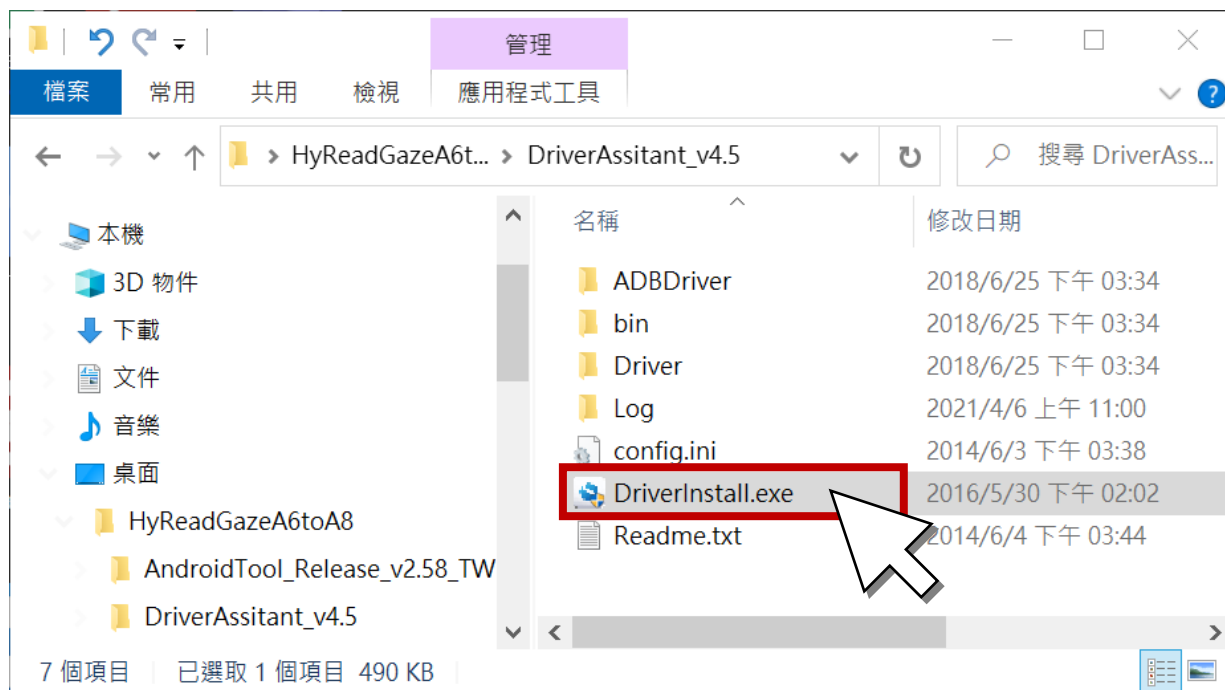 管理
檔案 常用 共用 檢視 應用程式工具 ?
HyReadGazeA6t... DriverAssitant_v4.5 搜尋 DriverAss...
本機
3D 物件
下載
文件
音樂
桌面
HyReadGazeA6toA8
AndroidTool_Release_v2.58_TW
DriverAssitant_v4.5
名稱 修改日期
ADBDriver 2018/6/25 下午 03:34
bin 2018/6/25 下午 03:34
Driver 2018/6/25 下午 03:34
Log 2021/4/6 上午 11:00
config.ini 2014/6/3 下午 03:38
DriverInstall.exe 2016/5/30 下午 02:02
Readme.txt 2014/6/4 下午 03:44
7 個項目 已選取 1 個項目 490 KB